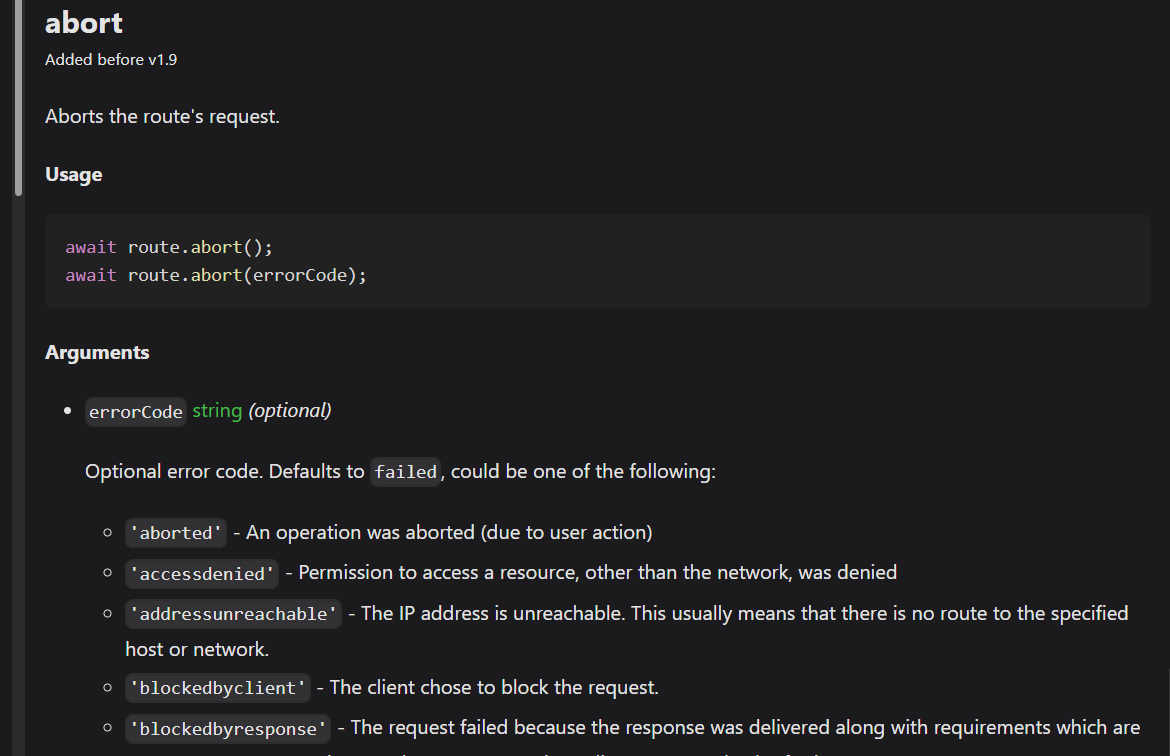 abort
Added before v1.9
Aborts the route's request.
Usage
await route.abort();
await route.abort(errorCode);
Arguments
errorCode string (optional)
Optional error code. Defaults to failed, could be one of the following:
'aborted' - An operation was aborted (due to user action)
'accessdenied' - Permission to access a resource, other than the network, was denied
'addressunreachable' - The IP address is unreachable. This usually means that there is no route to the specified
host or network.
'blockedbyclient' - The client chose to block the request.
'blockedbyresponse' - The request failed because the response was delivered along with requirements which are